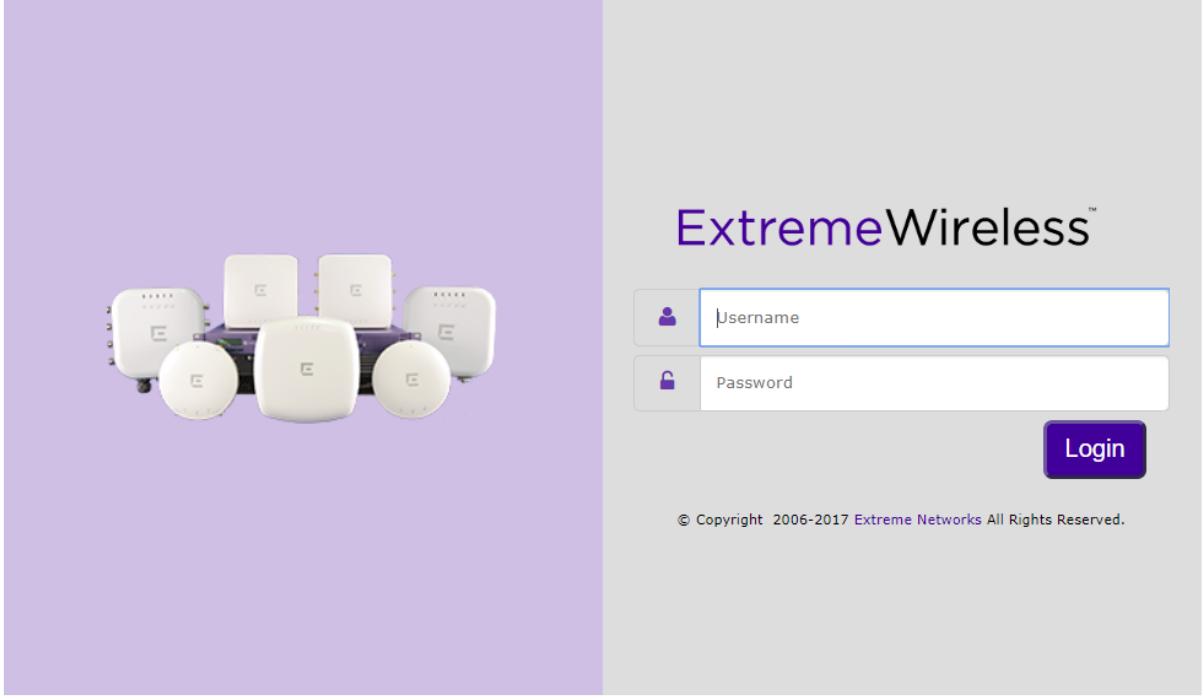 ExtremeWireless™
Username
Password
Login
© Copyright 2006-2017 Extreme Networks All Rights Reserved.